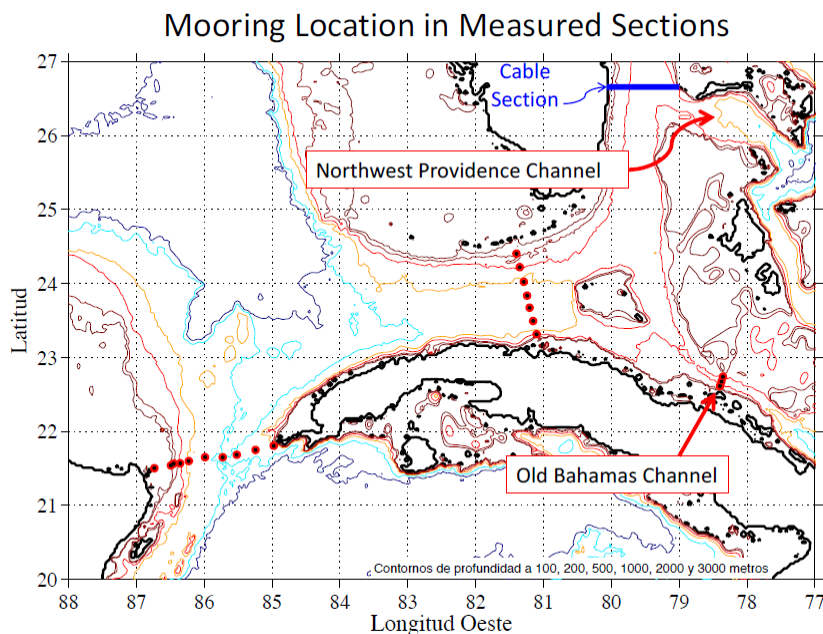 Mooring Location in Measured Sections
27
26
25
24
23
22
21
20
Latitud
Cable
Section
Northwest Providence Channel
Old Bahamas Channel
Contornos de profundidad a 100, 200, 500, 1000, 2000 y 3000 metros
88 87 86 85 84 83 82 81 80 79 78 77
Longitud Oeste